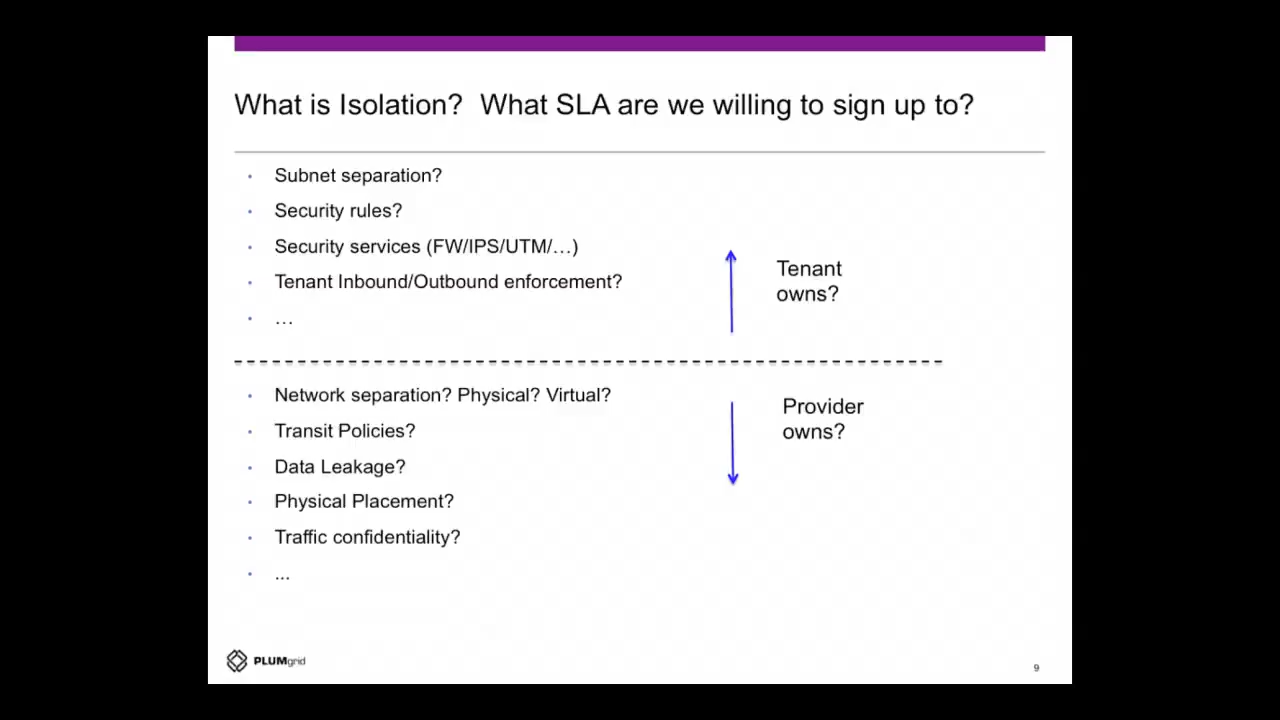 What is Isolation?  What SLA are we willing to sign up to?
• Subnet separation?
• Security rules?
• Security services (FW/IPS/UTM/…)
• Tenant Inbound/Outbound enforcement?
• …
Tenant
owns?
• Network separation? Physical? Virtual?
• Transit Policies?
• Data Leakage?
• Physical Placement?
• Traffic confidentiality?
• ...
Provider
owns?
PLUMgrid
9